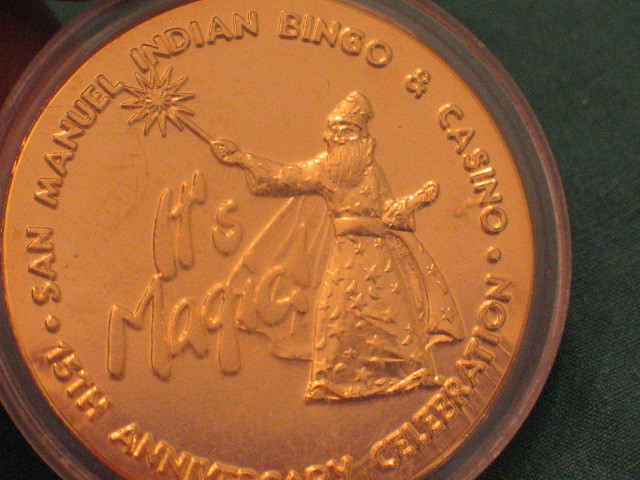 • SAN MANUEL INDIAN BINGO & CASINO •
It's
Magic!
15TH ANNIVERSARY CELEBRATION